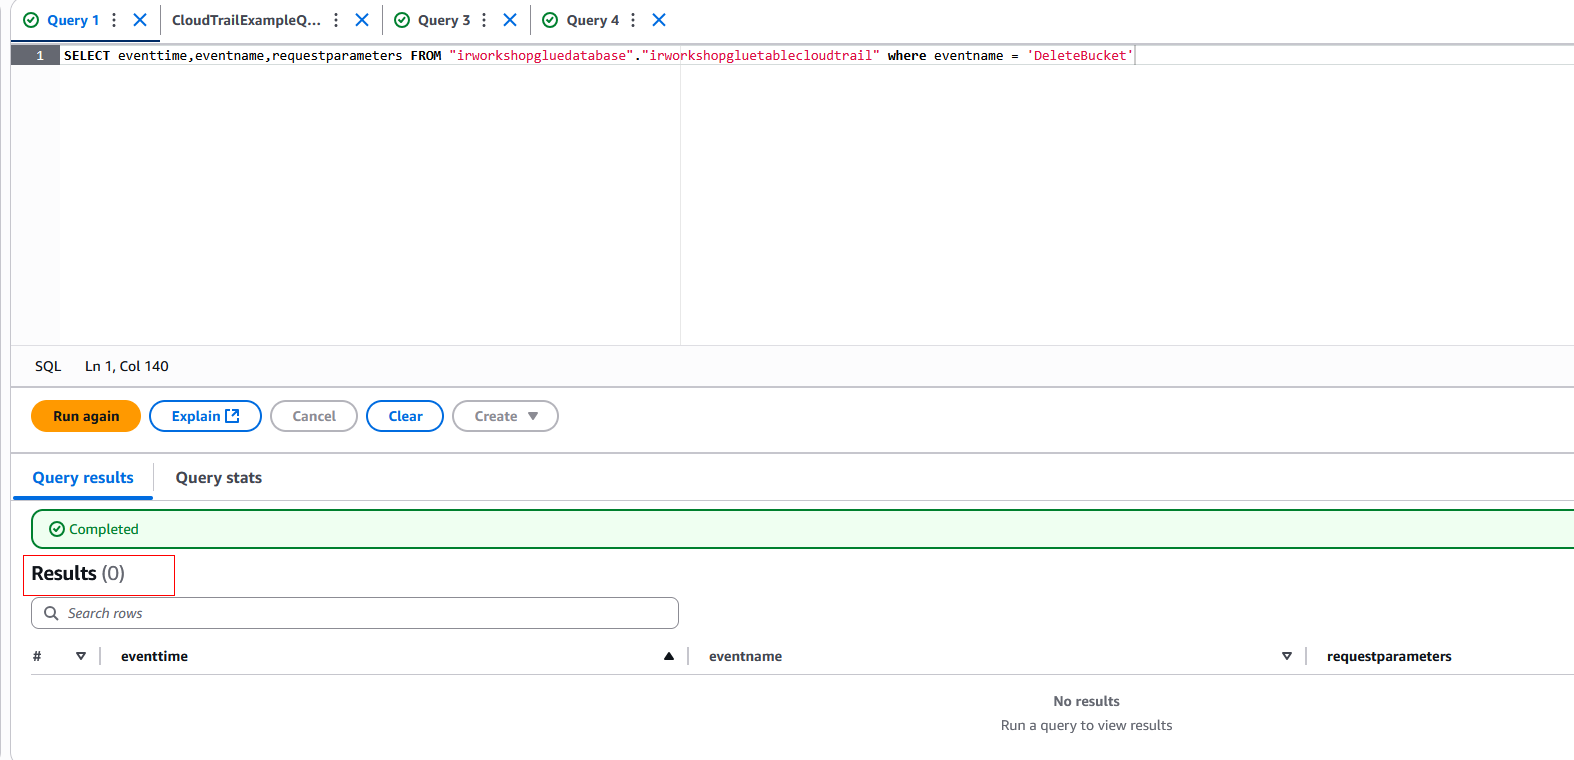 Query 1 CloudTrailExampleQ... Query 3 Query 4
1 SELECT eventtime,eventname,requestparameters FROM "irworkshopgluedatabase"."irworkshopgluetablecloudtrail" where eventname = 'DeleteBucket'
SQL Ln 1, Col 140
Run again Explain Cancel Clear Create
Query results Query stats
Completed
Results (0)
Search rows
# eventtime eventname requestparameters
No results
Run a query to view results